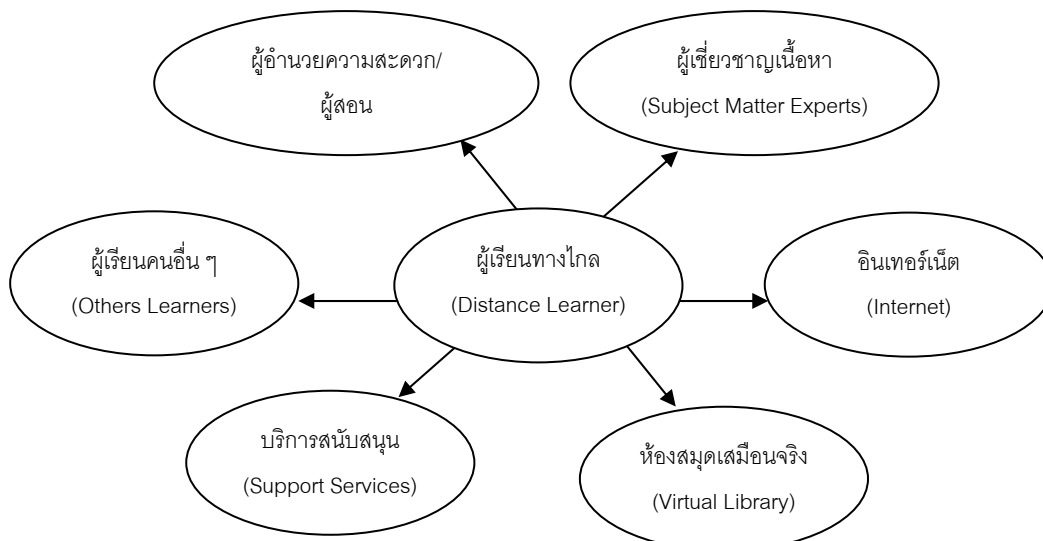 ผู้อำนวยความสะดวก/
ผู้สอน
ผู้เชี่ยวชาญเนื้อหา
(Subject Matter Experts)
ผู้เรียนคนอื่น ๆ
(Others Learners)
ผู้เรียนทางไกล
(Distance Learner)
อินเทอร์เน็ต
(Internet)
บริการสนับสนุน
(Support Services)
ห้องสมุดเสมือนจริง
(Virtual Library)